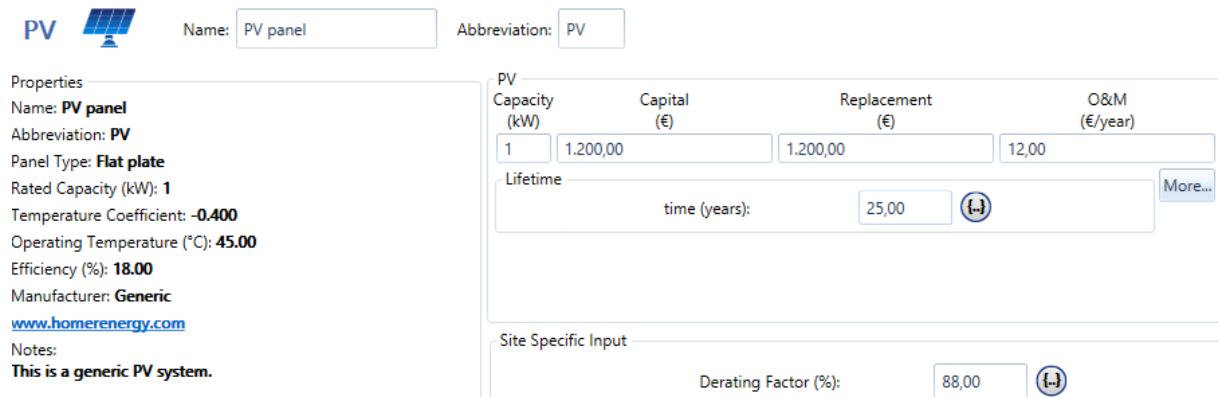 PV
Name: PV panel
Abbreviation: PV
Properties
Name: PV panel
Abbreviation: PV
Panel Type: Flat plate
Rated Capacity (kW): 1
Temperature Coefficient: -0.400
Operating Temperature (°C): 45.00
Efficiency (%): 18.00
Manufacturer: Generic
www.homerenergy.com
Notes:
This is a generic PV system.
PV
Capacity (kW) Capital (€) Replacement (€) O&M (€/year)
1 1.200,00 1.200,00 12,00
Lifetime
time (years): 25,00 {..}
More...
Site Specific Input
Derating Factor (%): 88,00 {..}